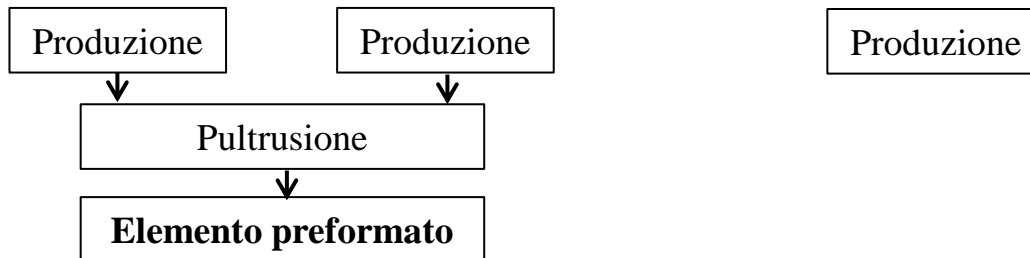 Produzione
Produzione
Produzione
Pultrusione
Elemento preformato